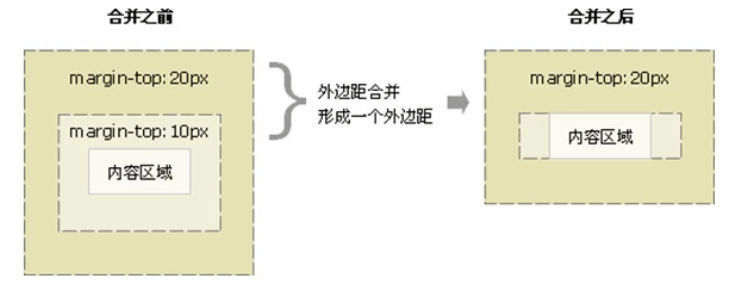 合并之前
合并之后
margin-top: 20px
margin-top: 10px
内容区域
外边距合并
形成一个外边距
margin-top: 20px
内容区域